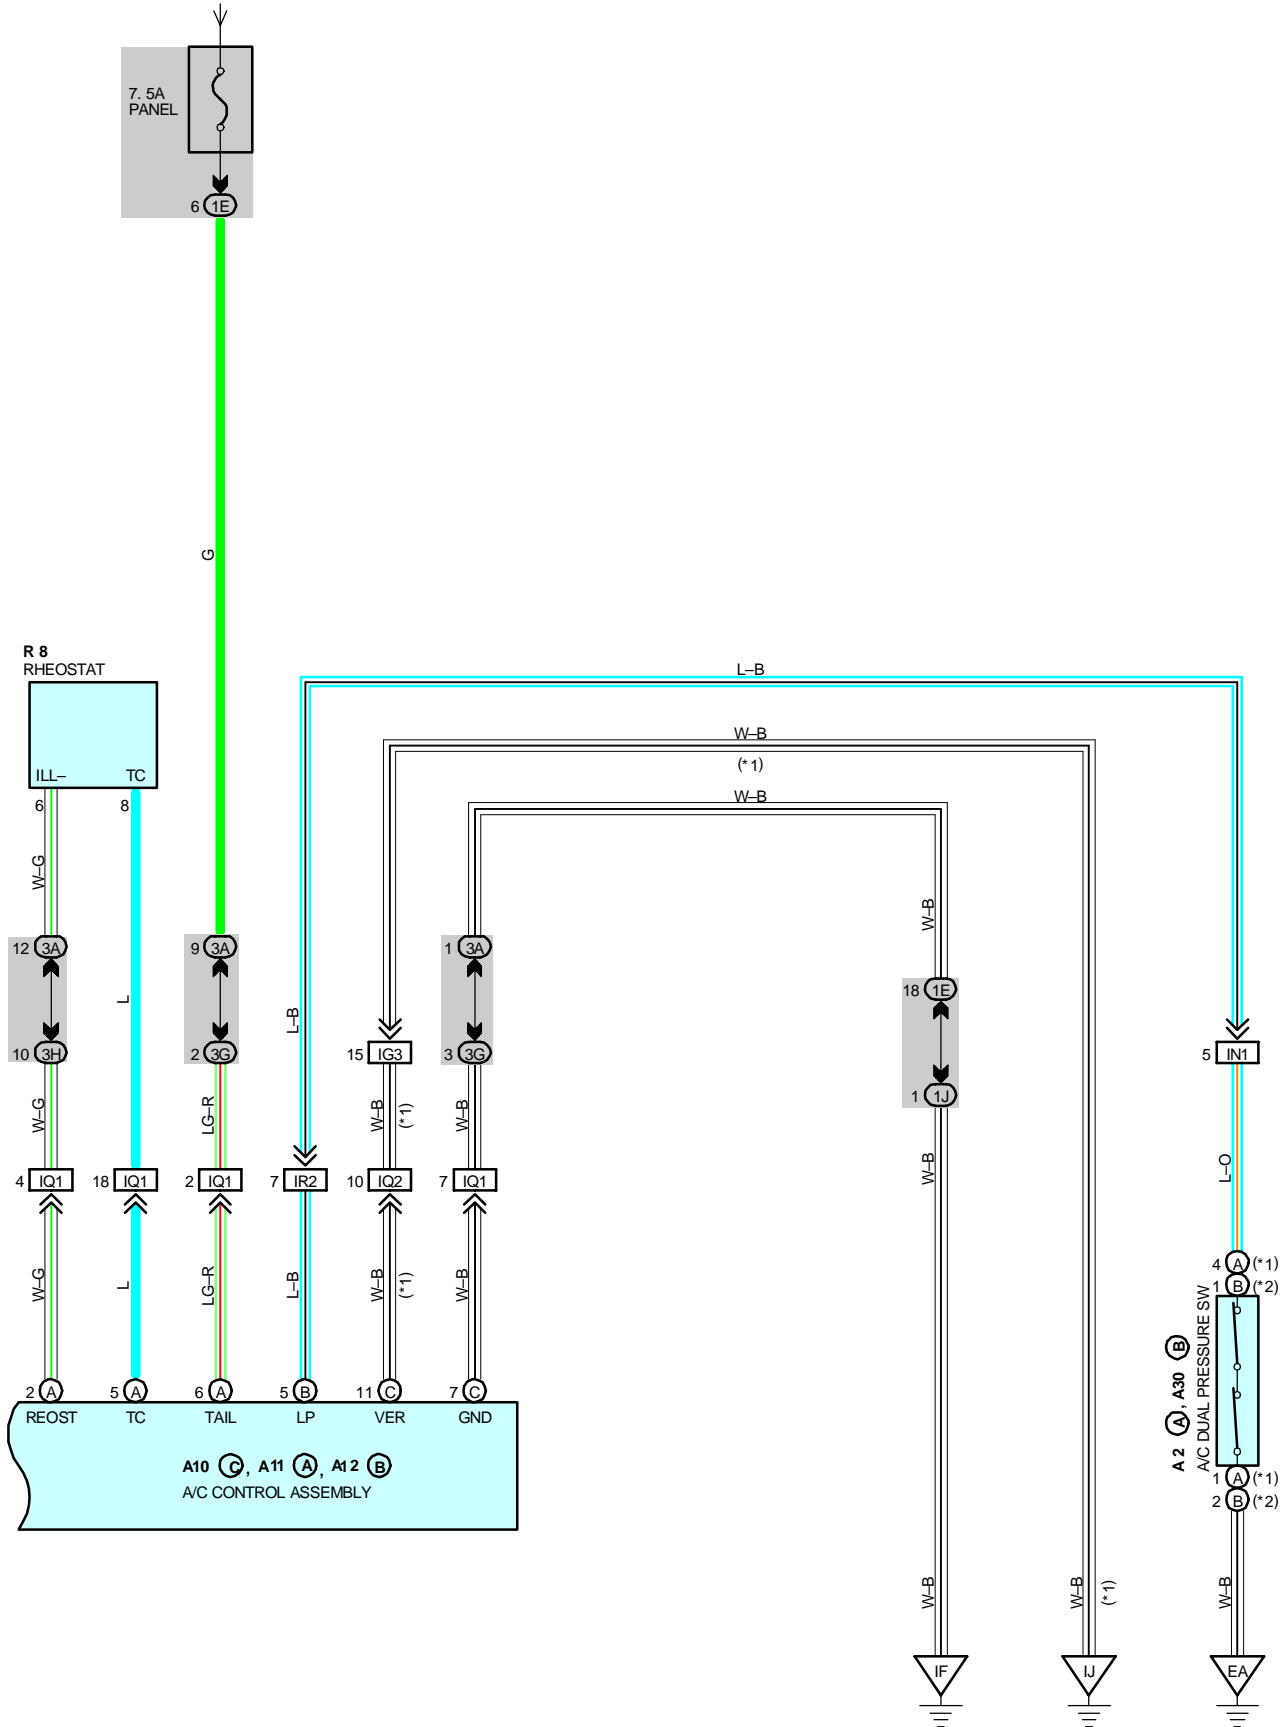 7. 5A
PANEL
6 1E
G
R 8
RHEOSTAT
ILL– TC
6 8
L–B
W–B
(*1)
W–B
W–G
L
12 3A
9 3A
1 3A
W–B
18 1E
L–B
10 3H
2 3G
15 IG3
3 3G
5 IN1
1 1J
W–G
LG–R
W–B
(*1)
W–B
W–B
L–O
4 IQ1
18 IQ1
2 IQ1
7 IR2
10 IQ2
7 IQ1
W–G
L
LG–R
L–B
W–B
(*1)
W–B
4 A (*1)
1 B (*2)
A 2 A, A30 B
A/C DUAL PRESSURE SW
2 A
5 A
6 A
5 B
11 C
7 C
REOST TC TAIL LP VER GND
A10 C, A11 A, A12 B
A/C CONTROL ASSEMBLY
1 A (*1)
2 B (*2)
W–B
W–B
(*1)
W–B
IF
IJ
EA